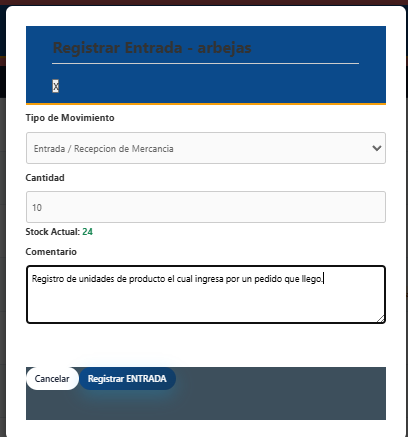 Registrar Entrada - arbejas
X
Tipo de Movimiento
Entrada / Recepcion de Mercancia
Cantidad
10
Stock Actual: 24
Comentario
Registro de unidades de producto el cual ingresa por un pedido que llego.
Cancelar Registrar ENTRADA